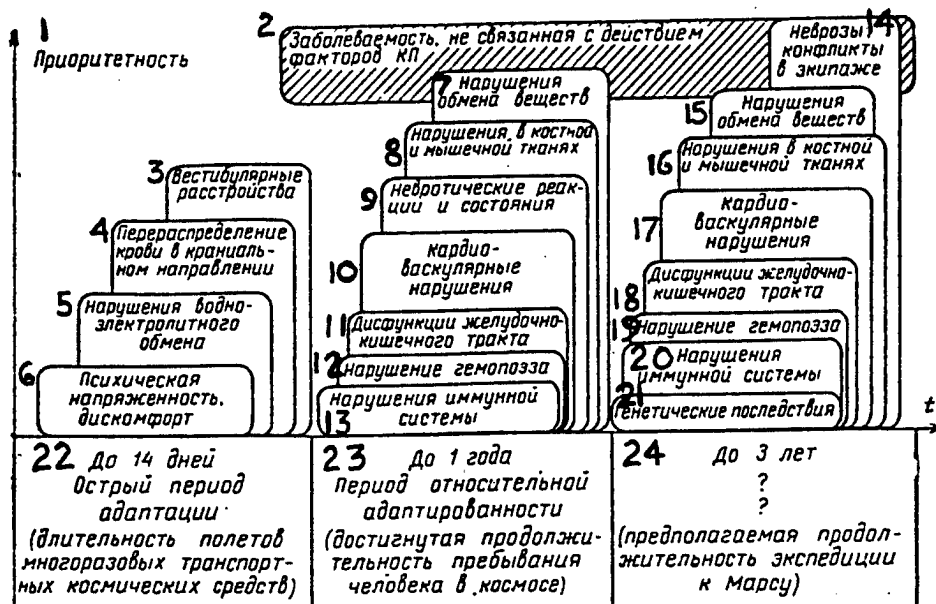 1
Приоритетность
2
Заболеваемость, не связанная с действием
факторов КП
3
Вестибулярные
расстройства
4
Перераспределение
крови в краниаль-
ном направлении
5
Нарушения водно-
электролитного
обмена
6
Психическая
напряженность,
дискомфорт
7
Нарушения
обмена веществ
8
Нарушения в костной
и мышечной тканях
9
Невротические реак-
ции и состояния
10
Кардио-
васкулярные
нарушения
11
Дисфункции желудочно-
кишечного тракта
12
Нарушение гемопоэза
13
Нарушения иммунной
системы
14
Неврозы,
конфликты
в экипаже
15
Нарушения
обмена веществ
16
Нарушения в костной
и мышечной тканях
17
Кардио-
васкулярные
нарушения
18
Дисфункции желудочно-
кишечного тракта
19
Нарушение гемопоэза
20
Нарушения
иммунной системы
21
Генетические последствия
t
22 До 14 дней
Острый период
адаптации
(длительность полетов
многоразовых транспорт-
ных космических средств)
23 До 1 года
Период относительной
адаптированности
(достигнутая продолжи-
тельность пребывания
человека в космосе)
24 До 3 лет
?
?
(предполагаемая продол-
жительность экспедиции
к Марсу)